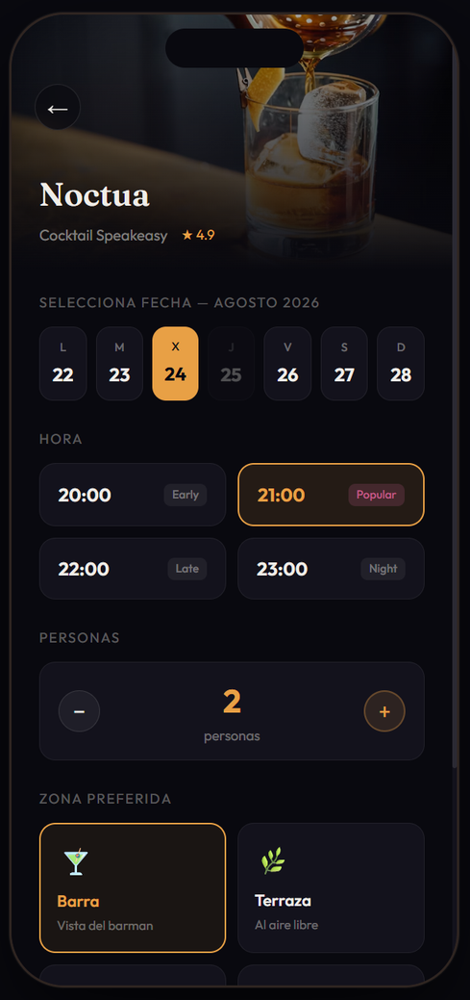 ←
Noctua
Cocktail Speakeasy ★ 4.9
SELECCIONA FECHA — AGOSTO 2026
L M X J V S D
22 23 24 25 26 27 28
HORA
20:00 Early 21:00 Popular
22:00 Late 23:00 Night
PERSONAS
− 2 +
personas
ZONA PREFERIDA
Barra Terraza
Vista del barman Al aire libre